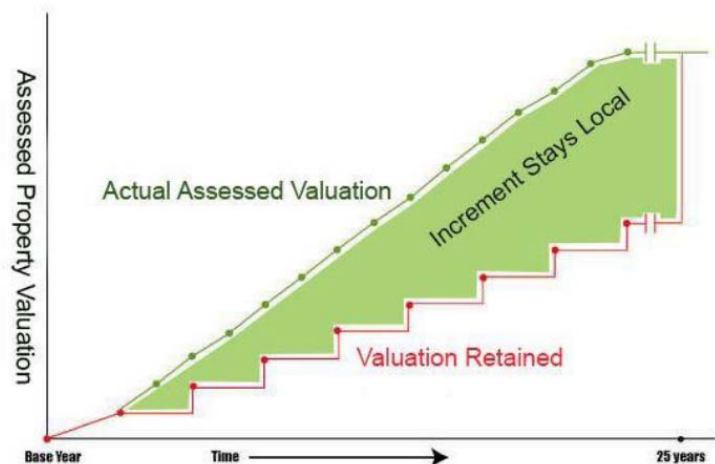 Assessed Property Valuation
Actual Assessed Valuation
Increment Stays Local
Valuation Retained
Base Year
Time
25 years